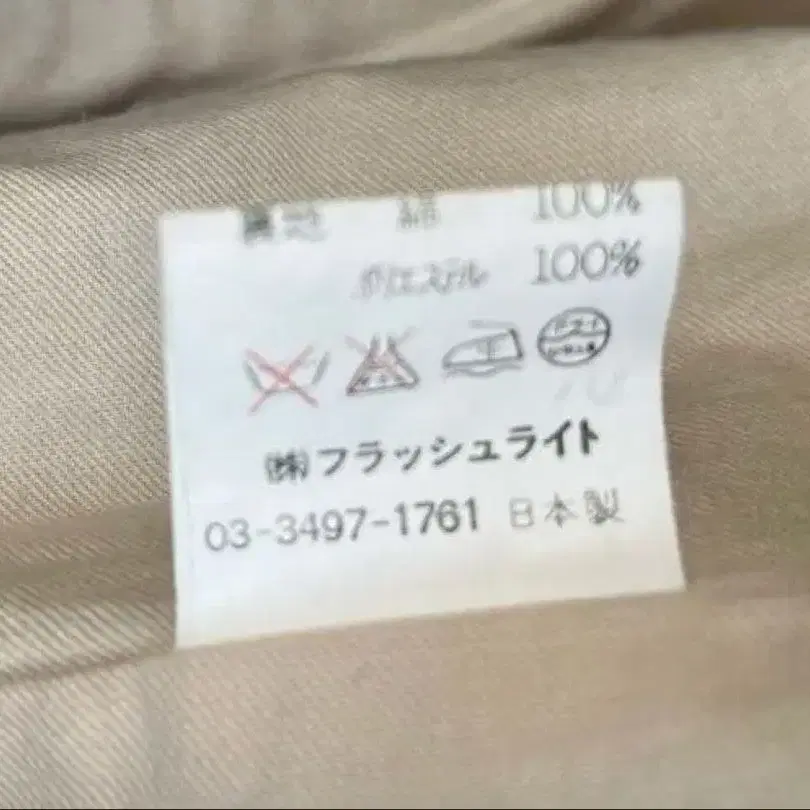 綿 100%
ポリエステル 100%
㈱フラッシュライト
03-3497-1761 日本製